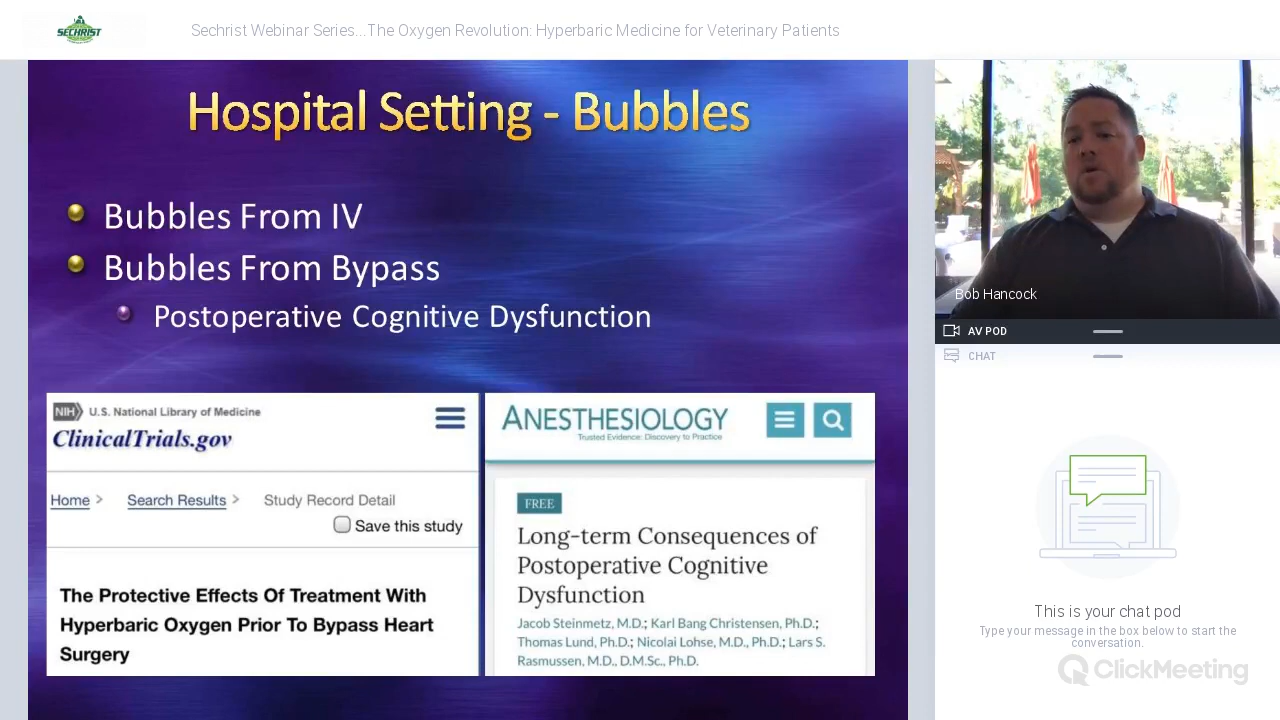 SECHRIST
Sechrist Webinar Series...The Oxygen Revolution: Hyperbaric Medicine for Veterinary Patients
Hospital Setting - Bubbles
Bubbles From IV
Bubbles From Bypass
Postoperative Cognitive Dysfunction
NIH U.S. National Library of Medicine
ClinicalTrials.gov
Home > Search Results > Study Record Detail
Save this study
The Protective Effects Of Treatment With
Hyperbaric Oxygen Prior To Bypass Heart
Surgery
ANESTHESIOLOGY
Trusted Evidence: Discovery to Practice
FREE
Long-term Consequences of
Postoperative Cognitive
Dysfunction
Jacob Steinmetz, M.D.; Karl Bang Christensen, Ph.D.;
Thomas Lund, Ph.D.; Nicolai Lohse, M.D., Ph.D.; Lars S.
Rasmussen, M.D., D.M.Sc., Ph.D.
Bob Hancock
AV POD
CHAT
This is your chat pod
Type your message in the box below to start the
conversation.
ClickMeeting